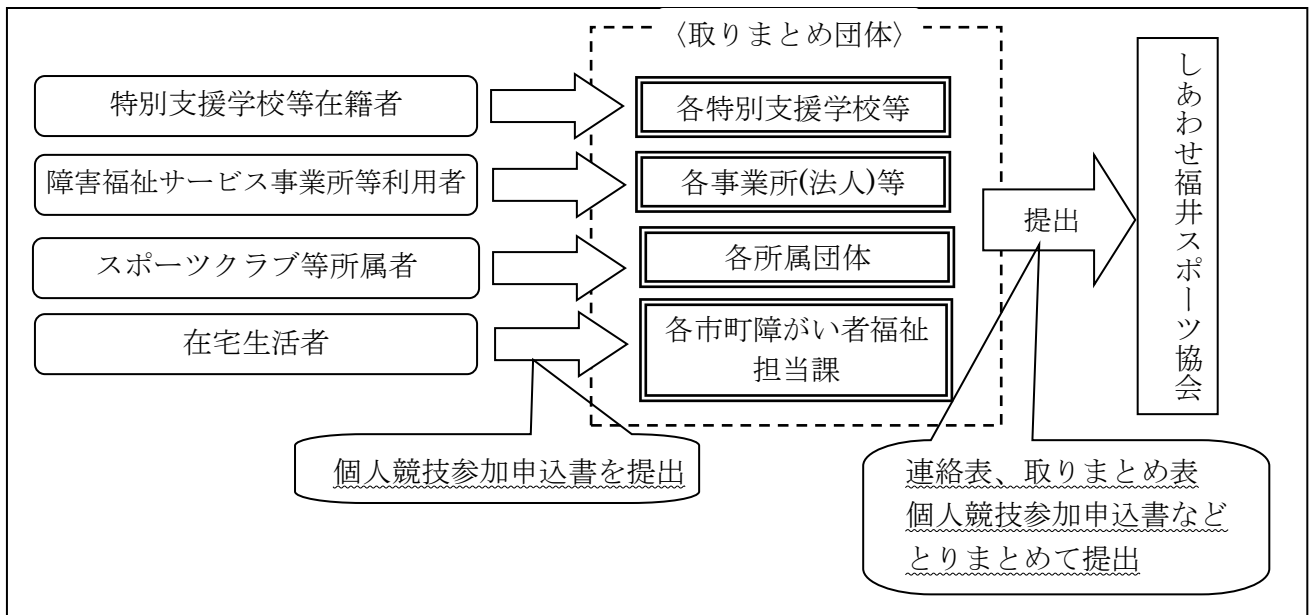 〈取りまとめ団体〉
特別支援学校等在籍者
各特別支援学校等
障害福祉サービス事業所等利用者
各事業所(法人)等
スポーツクラブ等所属者
各所属団体
在宅生活者
各市町障がい者福祉
担当課
提出
しあわせ福井スポーツ協会
個人競技参加申込書を提出
連絡表、取りまとめ表
個人競技参加申込書など
とりまとめて提出